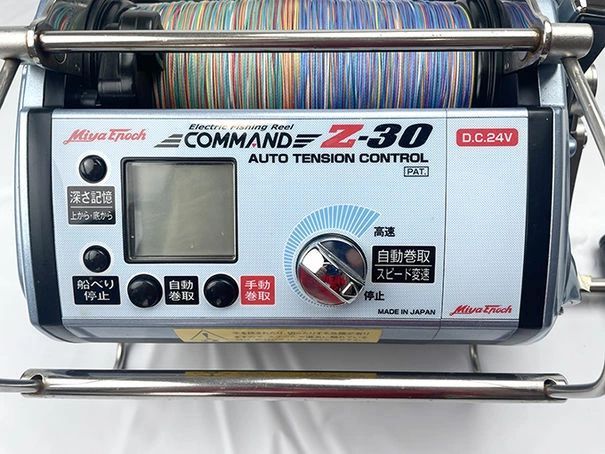 Miya Epoch
Electric Fishing Reel
COMMAND Z-30
AUTO TENSION CONTROL
PAT.
D.C.24V
深さ記憶
上から・底から
高速
自動巻取
スピード変速
停止
船べり
停止
自動
巻取
手動
巻取
MADE IN JAPAN
Miya Epoch